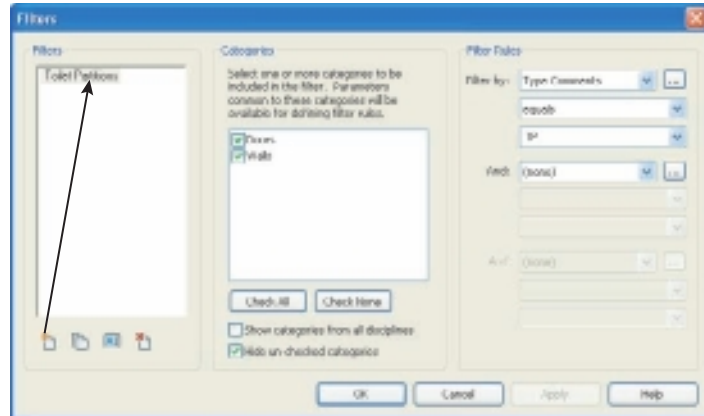 Filters
Filters
Toilet Partitions
Categories
Select one or more categories to be
included in the filter. Parameters
common to these categories will be
available for defining filter rules.
Doors
Walls
Check All
Check None
Show categories from all disciplines
Hide un-checked categories
Filter Rules
Filter by:
Type Comments
...
equals
And:
(none)
...
And:
(none)
...
OK
Cancel
Apply
Help